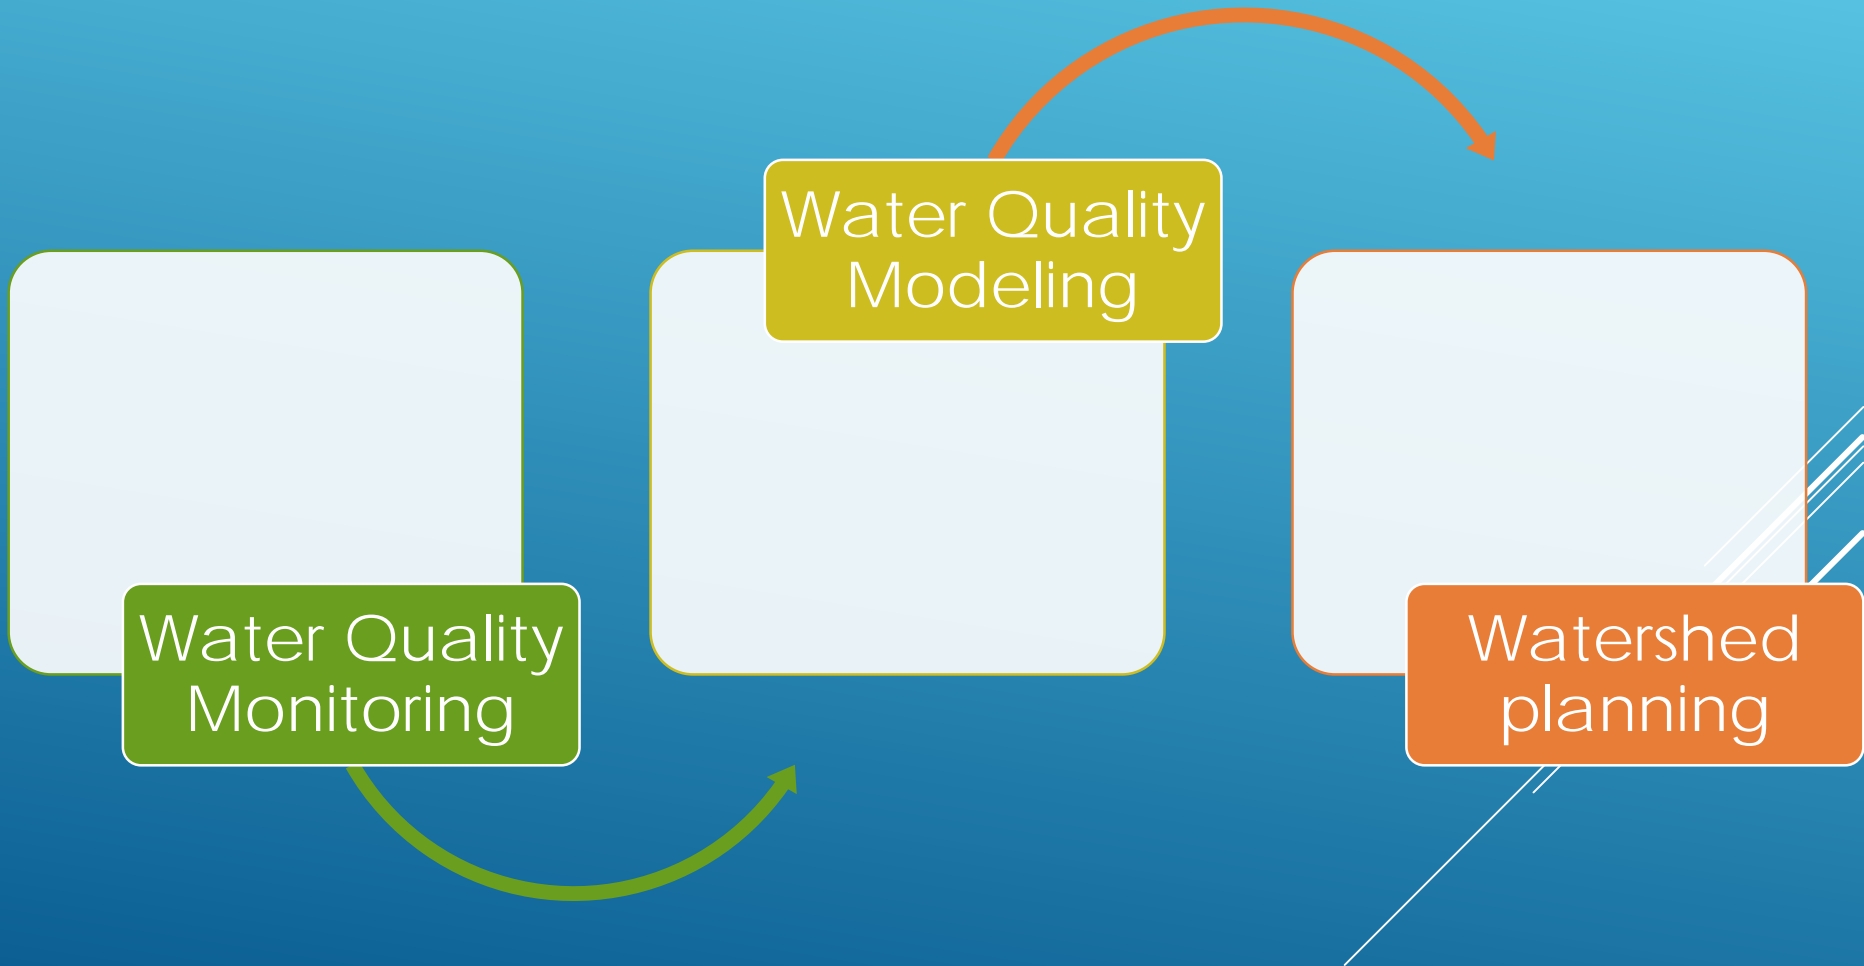 Water Quality
Monitoring
Water Quality
Modeling
Watershed
planning